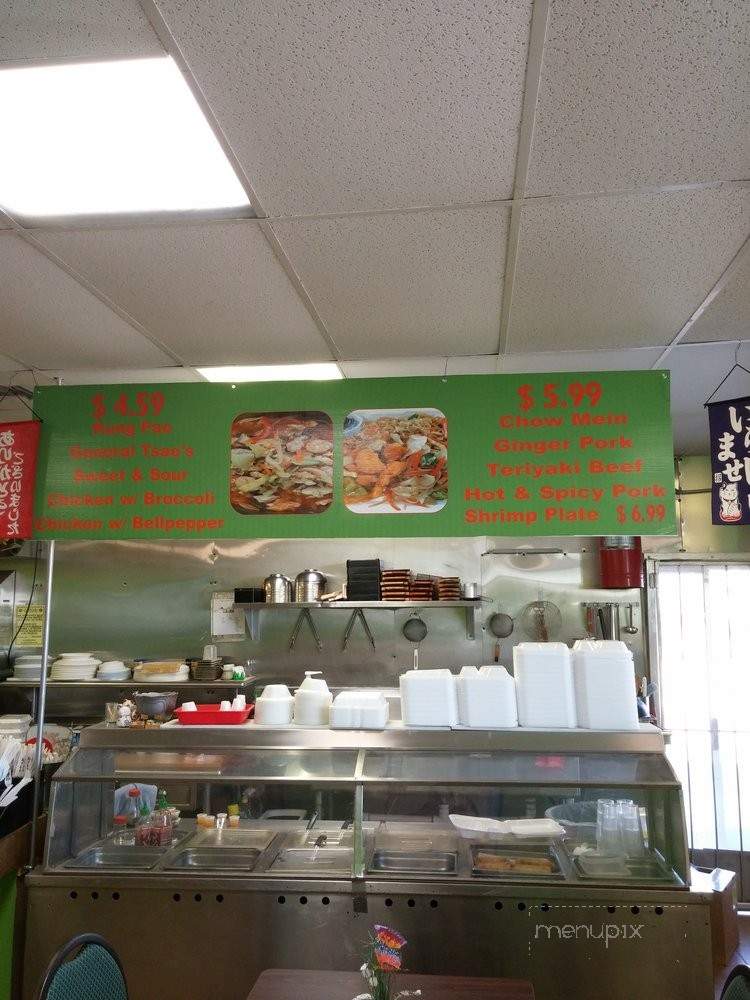 $ 4.59
Kung Pao
General Tsao's
Sweet & Sour
Chicken w/ Broccoli
Chicken w/ Bellpepper
$ 5.99
Chow Mein
Ginger Pork
Teriyaki Beef
Hot & Spicy Pork
Shrimp Plate $ 6.99
menupix